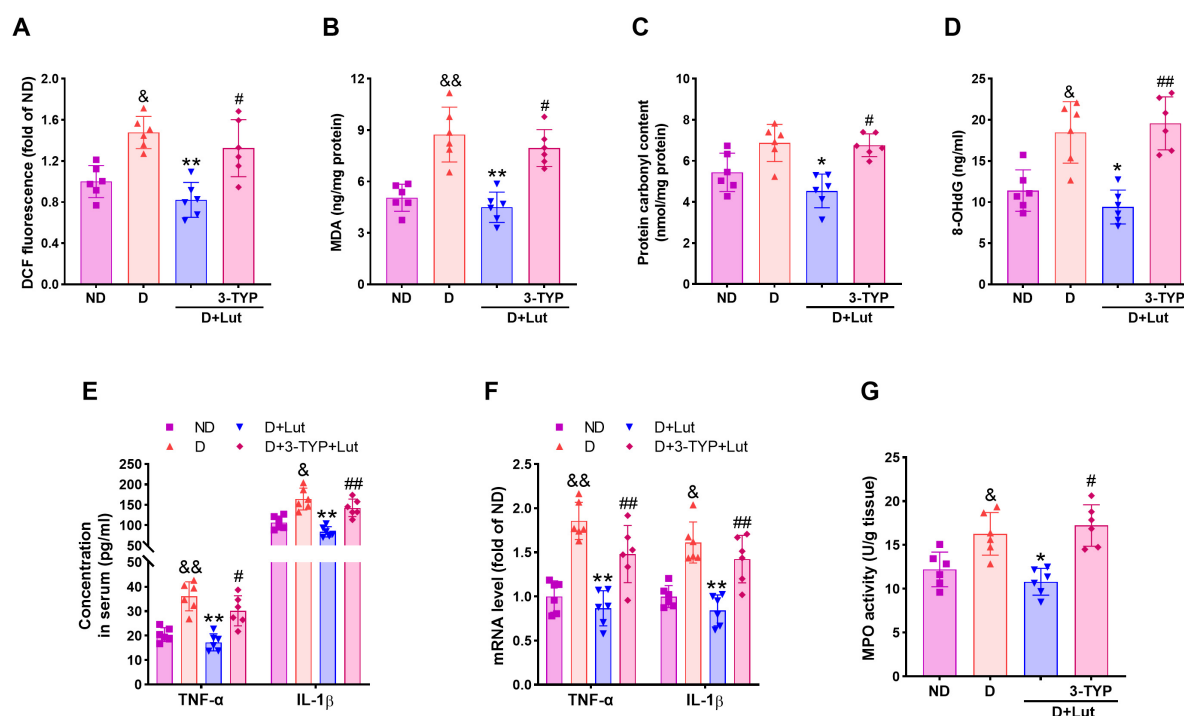 A
DCF fluorescence (fold of ND)
1.8
1.4
1.0
0.8
0.4
0.0
&
**
#
ND D 3-TYP
D+Lut
B
MDA (ng/mg protein)
12
9
6
3
0
&&
**
#
ND D 3-TYP
D+Lut
C
Protein carbonyl content
(nmol/mg protein)
10
8
6
4
2
0
*
#
ND D 3-TYP
D+Lut
D
8-OHdG (ng/ml)
25
20
15
10
5
0
&
*
##
ND D 3-TYP
D+Lut
E
ND D+Lut
D D+3-TYP+Lut
Concentration
in serum (pg/ml)
250
200
150
100
50
50
40
30
20
10
0
&&
**
#
&
**
##
TNF-α IL-1β
F
ND D+Lut
D D+3-TYP+Lut
mRNA level (fold of ND)
2.5
2.0
1.5
1.0
0.5
0.0
&&
**
##
&
**
##
TNF-α IL-1β
G
MPO activity (U/g tissue)
25
20
15
10
5
0
&
*
#
ND D 3-TYP
D+Lut